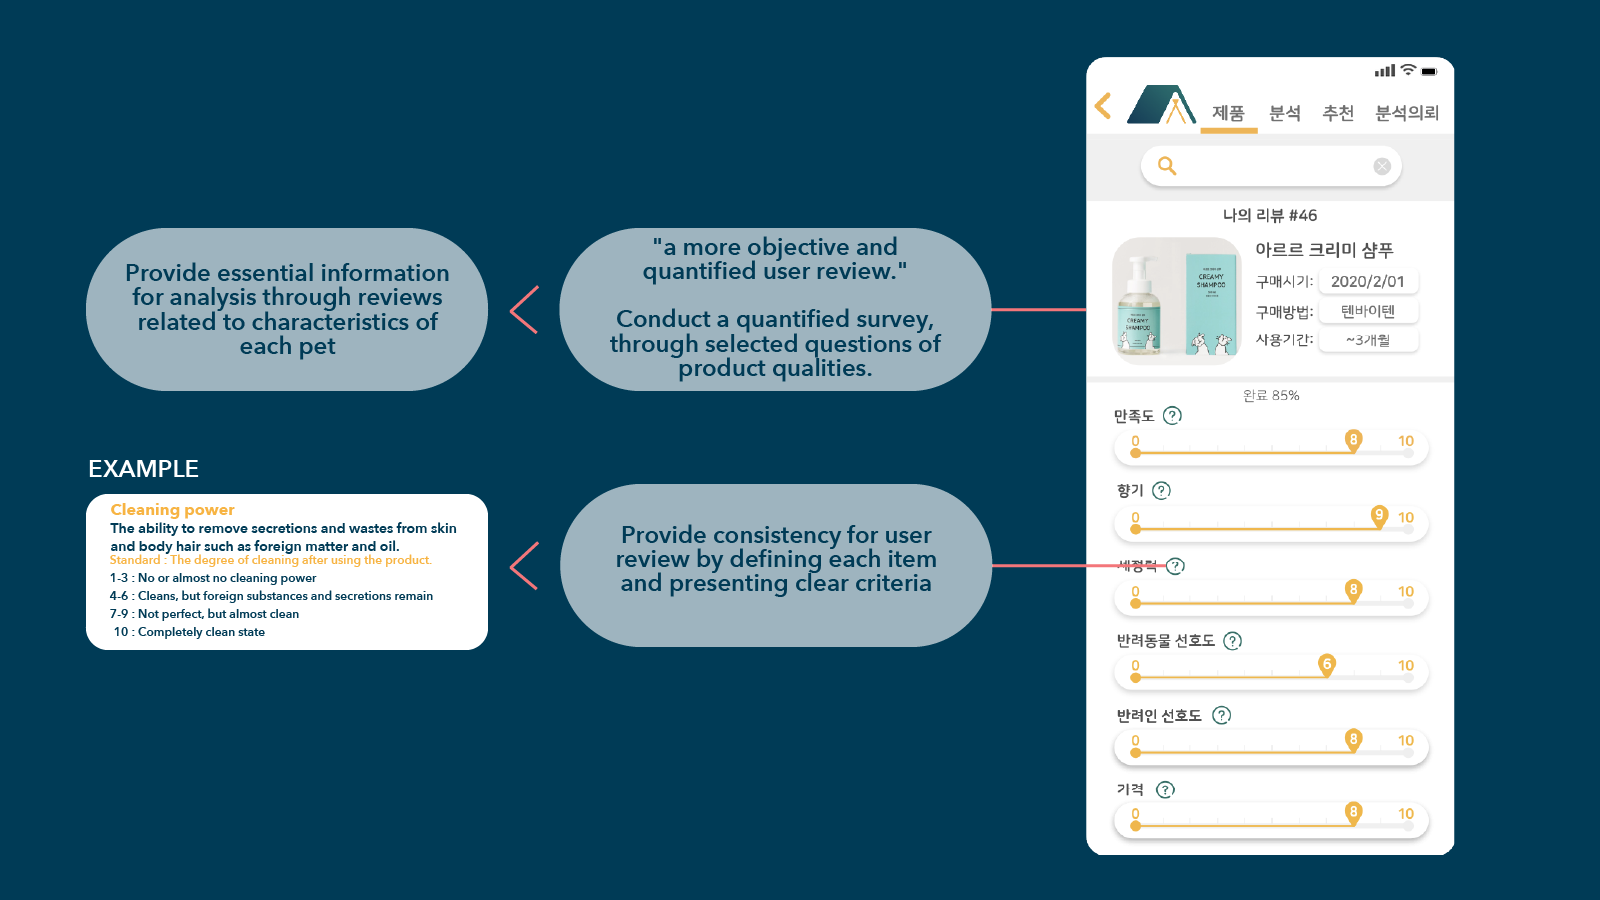 Provide essential information
for analysis through reviews
related to characteristics of
each pet
"a more objective and
quantified user review."
Conduct a quantified survey,
through selected questions of
product qualities.
EXAMPLE
Cleaning power
The ability to remove secretions and wastes from skin
and body hair such as foreign matter and oil.
Standard : The degree of cleaning after using the product.
1-3 : No or almost no cleaning power
4-6 : Cleans, but foreign substances and secretions remain
7-9 : Not perfect, but almost clean
10 : Completely clean state
Provide consistency for user
review by defining each item
and presenting clear criteria
제품 분석 추천 분석의뢰
나의 리뷰 #46
아르르 크리미 샴푸
구매시기: 2020/2/01
구매방법: 텐바이텐
사용기간: ~3개월
CREAMY
SHAMPOO
CREAMY
SHAMPOO
완료 85%
만족도 ?
0 8 10
향기 ?
0 9 10
세정력 ?
0 8 10
반려동물 선호도 ?
0 6 10
반려인 선호도 ?
0 8 10
기격 ?
0 8 10